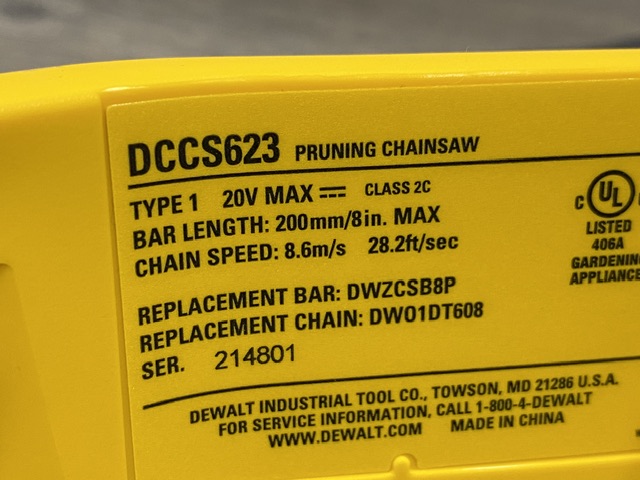 DCCS623 PRUNING CHAINSAW
TYPE 1 20V MAX ⎓ CLASS 2C
BAR LENGTH: 200mm/8in. MAX
CHAIN SPEED: 8.6m/s 28.2ft/sec
REPLACEMENT BAR: DWZCSB8P
REPLACEMENT CHAIN: DWO1DT608
SER. 214801
C UL
LISTED
406A
GARDENING
APPLIANCE
DEWALT INDUSTRIAL TOOL CO., TOWSON, MD 21286 U.S.A.
FOR SERVICE INFORMATION, CALL 1-800-4-DEWALT
WWW.DEWALT.COM MADE IN CHINA